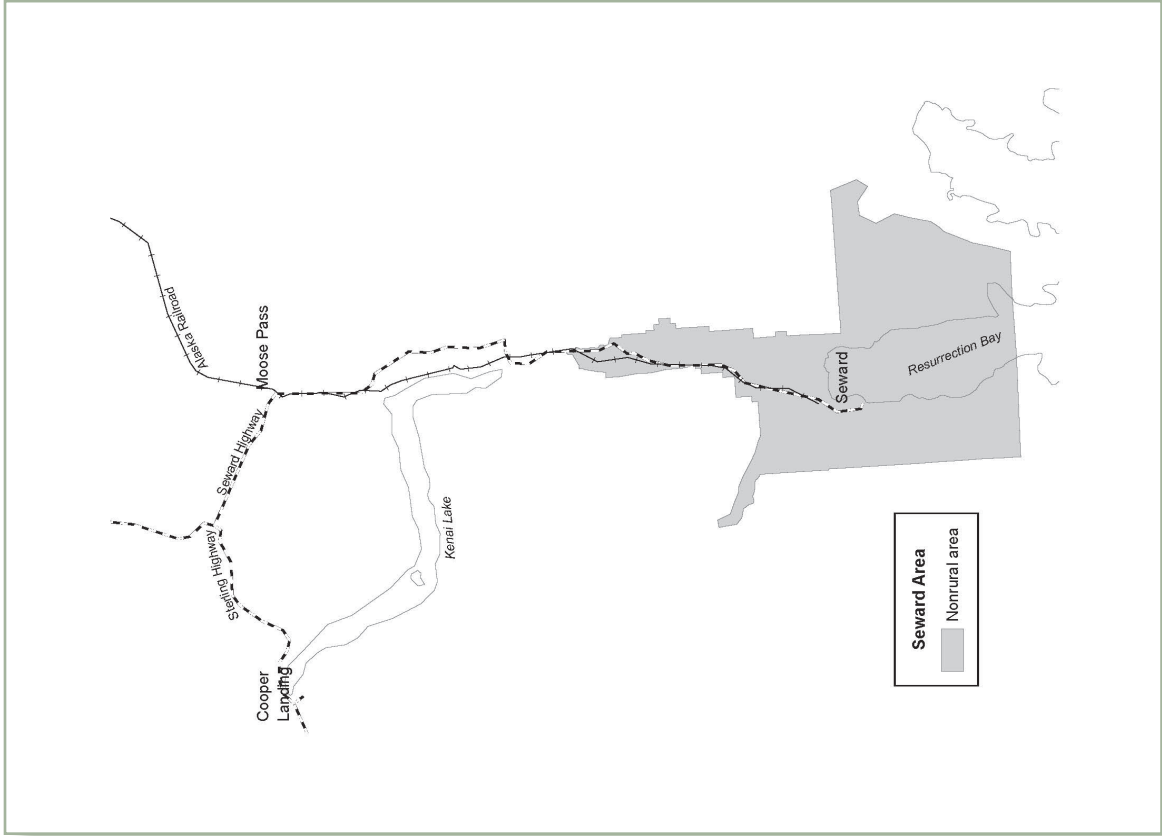 Alaska Railroad
Moose Pass
Seward Highway
Sterling Highway
Cooper
Landing
Kenai Lake
Seward
Resurrection Bay
Seward Area
Nonrural area